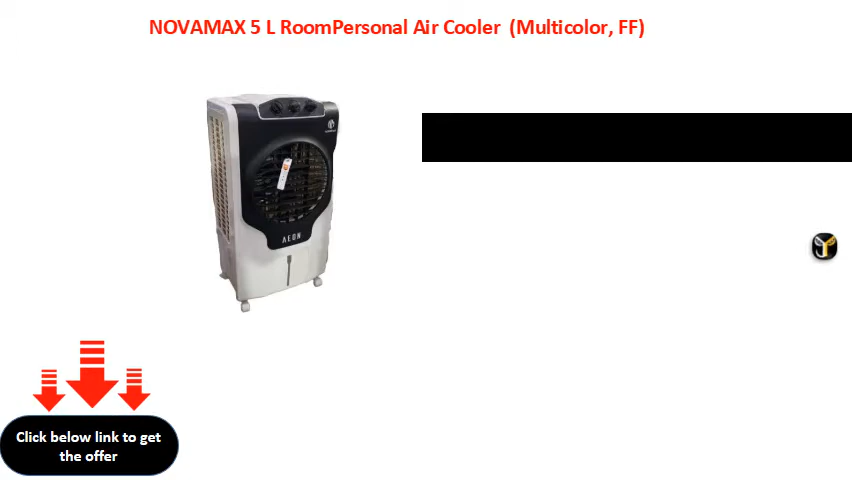 NOVAMAX 5 L RoomPersonal Air Cooler (Multicolor, FF)
AEON
Click below link to get
the offer